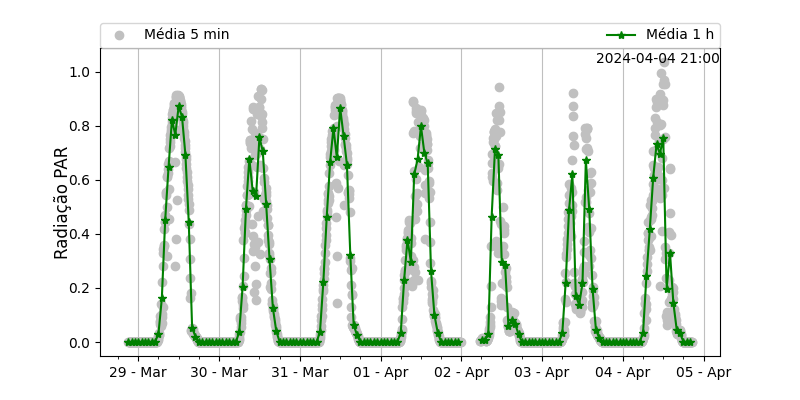 Média 5 min
Média 1 h
2024-04-04 21:00
Radiação PAR
1.0
0.8
0.6
0.4
0.2
0.0
29 - Mar
30 - Mar
31 - Mar
01 - Apr
02 - Apr
03 - Apr
04 - Apr
05 - Apr